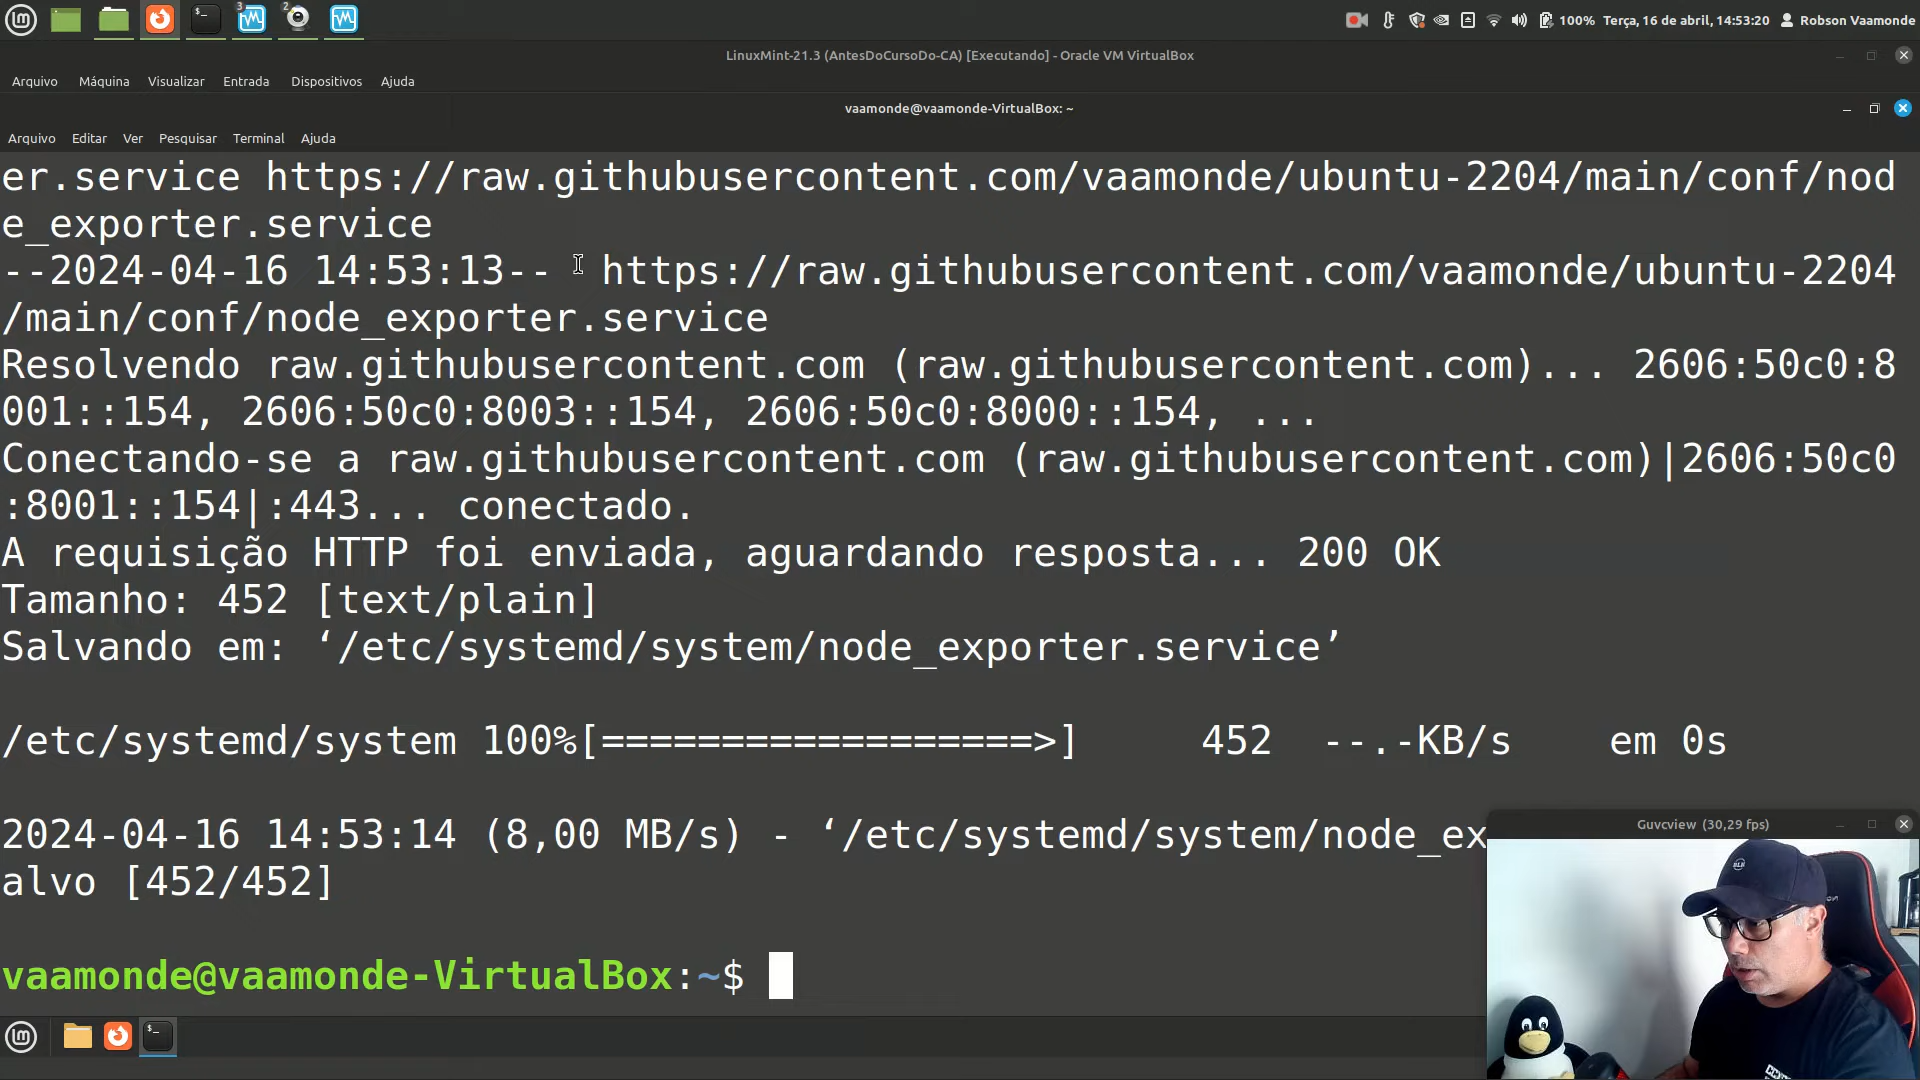 3
2
100%
Terça, 16 de abril, 14:53:20
Robson Vaamonde
LinuxMint-21.3 (AntesDoCursoDo-CA) [Executando] - Oracle VM VirtualBox
Arquivo Máquina Visualizar Entrada Dispositivos Ajuda
vaamonde@vaamonde-VirtualBox: ~
Arquivo Editar Ver Pesquisar Terminal Ajuda
er.service https://raw.githubusercontent.com/vaamonde/ubuntu-2204/main/conf/nod
e_exporter.service
--2024-04-16 14:53:13-- https://raw.githubusercontent.com/vaamonde/ubuntu-2204
/main/conf/node_exporter.service
Resolvendo raw.githubusercontent.com (raw.githubusercontent.com)... 2606:50c0:8
001::154, 2606:50c0:8003::154, 2606:50c0:8000::154, ...
Conectando-se a raw.githubusercontent.com (raw.githubusercontent.com)|2606:50c0
:8001::154|:443... conectado.
A requisição HTTP foi enviada, aguardando resposta... 200 OK
Tamanho: 452 [text/plain]
Salvando em: ‘/etc/systemd/system/node_exporter.service’
/etc/systemd/system 100%[==================>] 452 --.-KB/s em 0s
2024-04-16 14:53:14 (8,00 MB/s) - ‘/etc/systemd/system/node_ex
alvo [452/452]
vaamonde@vaamonde-VirtualBox:~$
Guvcview (30,29 fps)